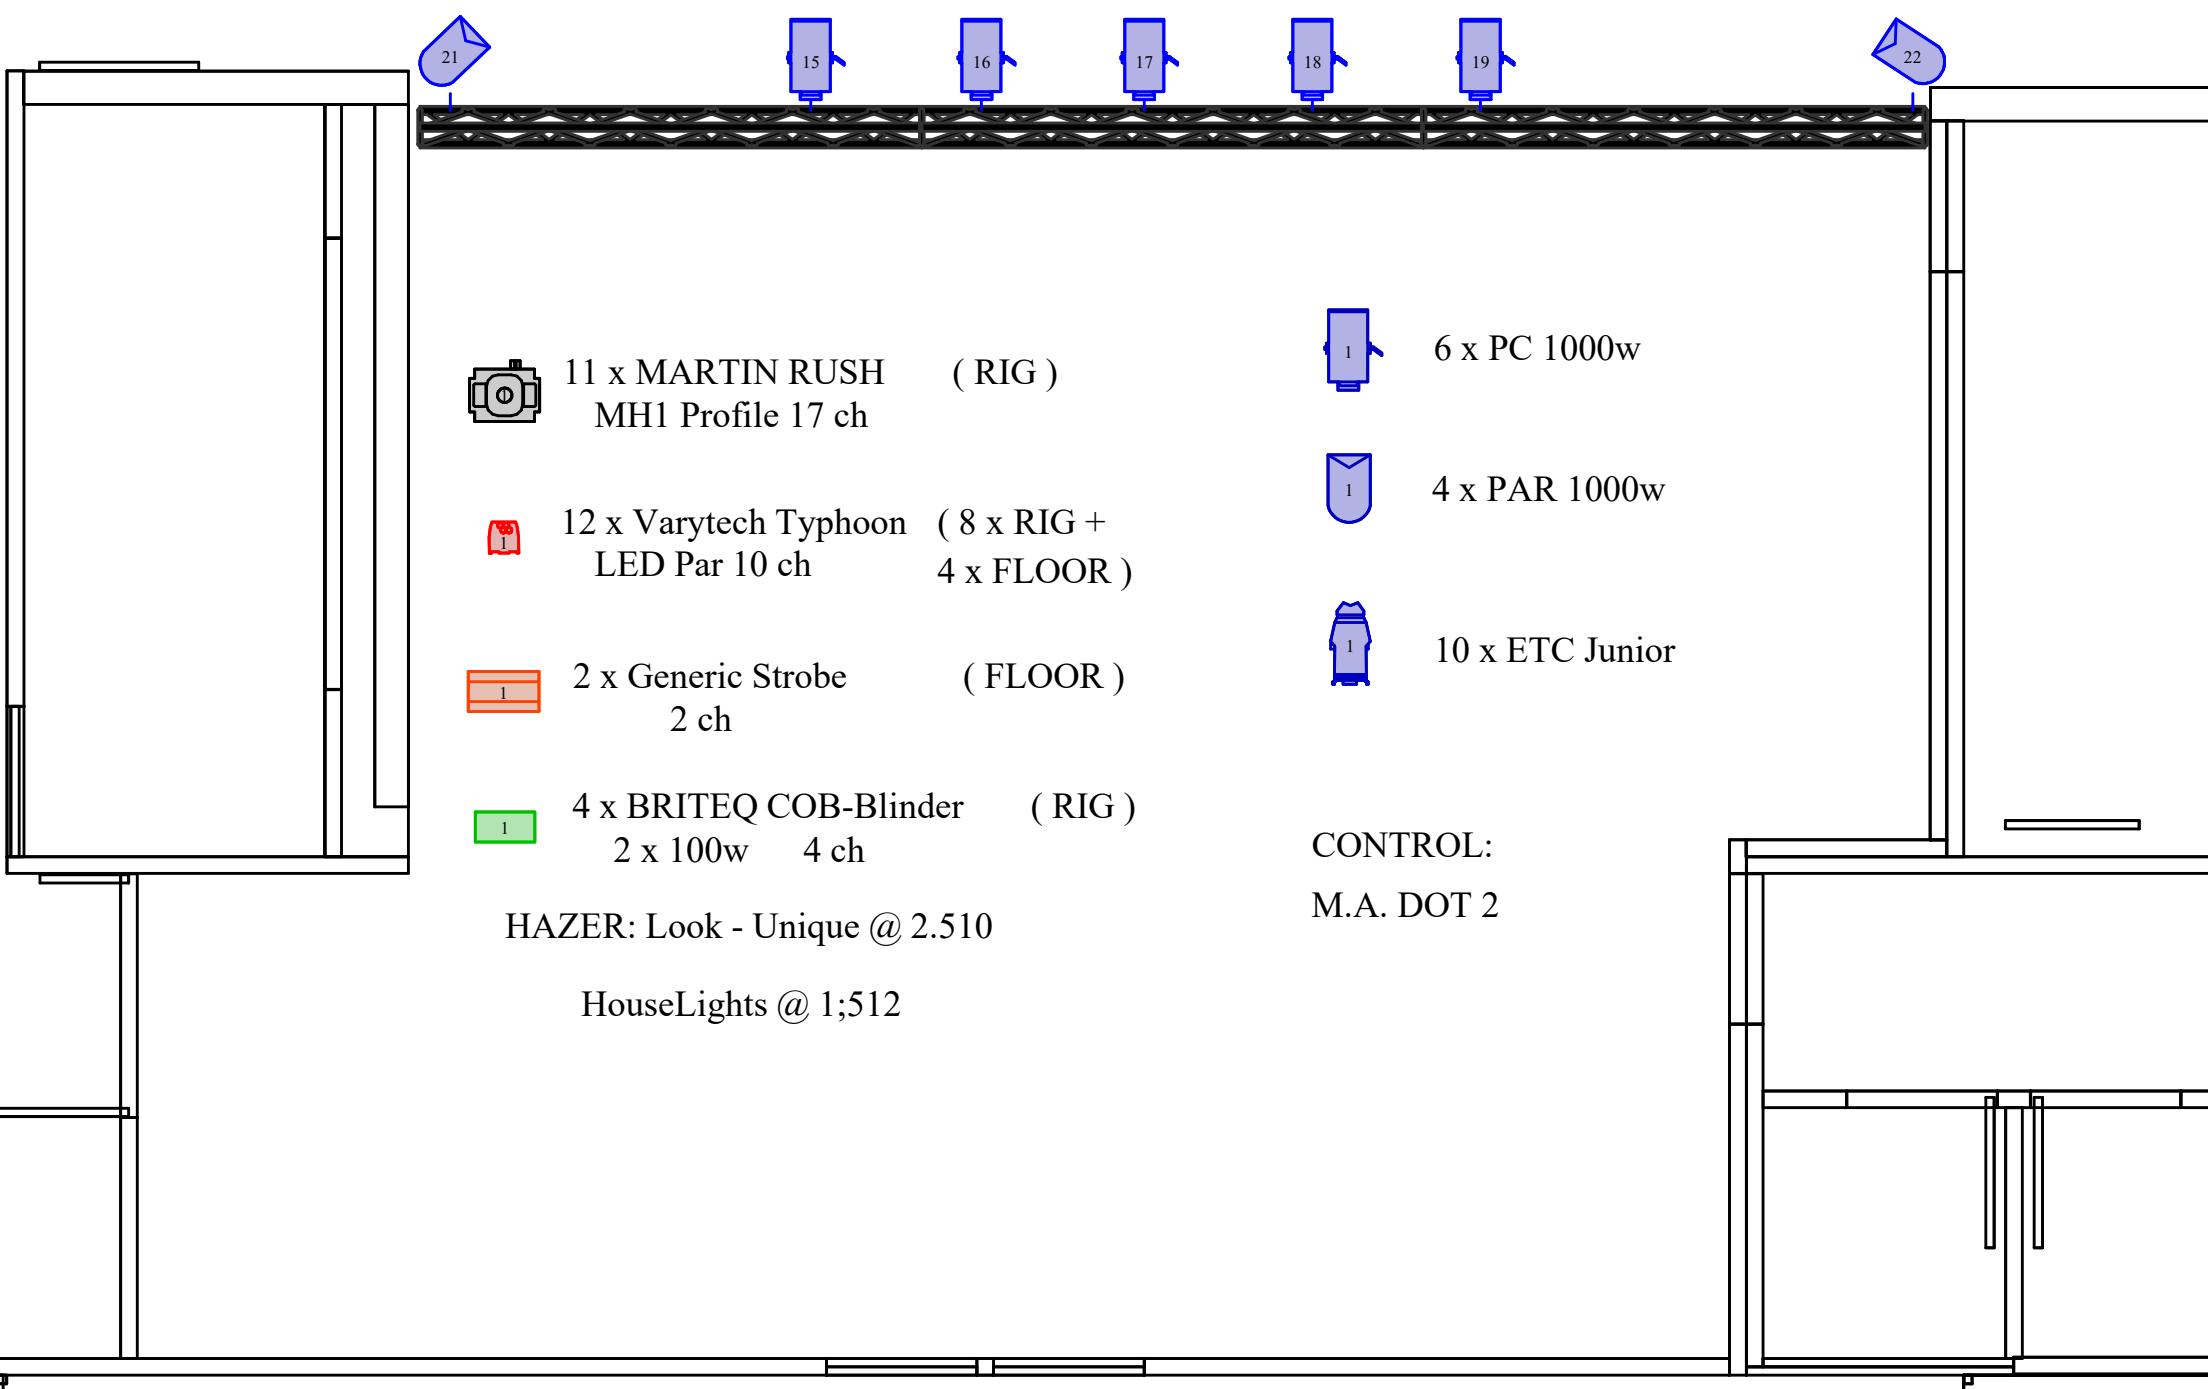 21
15
16
17
18
19
22
11 x MARTIN RUSH ( RIG )
MH1 Profile 17 ch
1
12 x Varytech Typhoon ( 8 x RIG +
LED Par 10 ch 4 x FLOOR )
1
2 x Generic Strobe ( FLOOR )
2 ch
1
4 x BRITEQ COB-Blinder ( RIG )
2 x 100w 4 ch
1
HAZER: Look - Unique @ 2.510
HouseLights @ 1;512
1
6 x PC 1000w
1
4 x PAR 1000w
1
10 x ETC Junior
CONTROL:
M.A. DOT 2